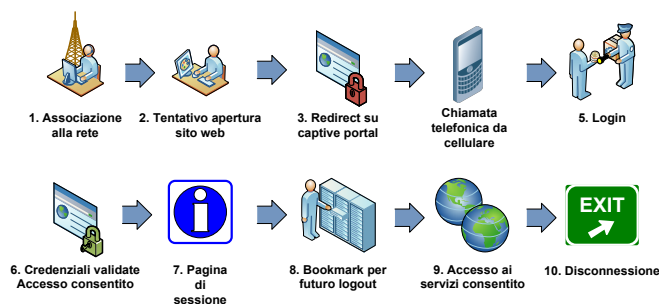 1. Associazione
alla rete
2. Tentativo apertura
sito web
3. Redirect su
captive portal
Chiamata
telefonica da
cellulare
5. Login
6. Credenziali validate
Accesso consentito
7. Pagina
di
sessione
8. Bookmark per
futuro logout
9. Accesso ai
servizi consentito
EXIT
10. Disconnessione